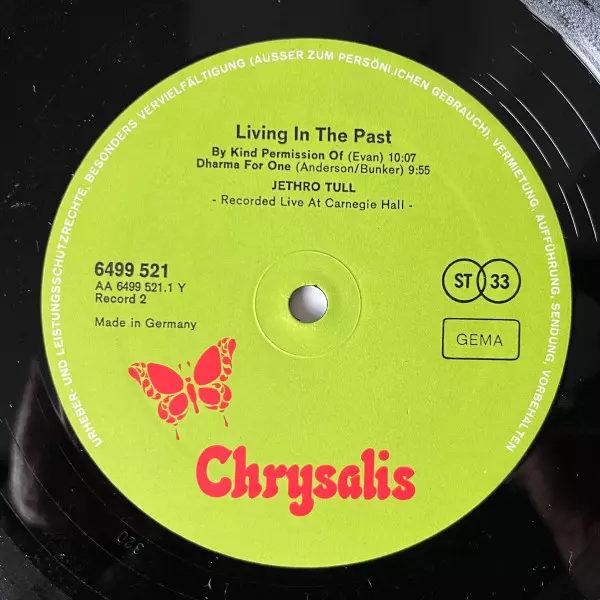 URHEBER- UND LEISTUNGSSCHUTZRECHTE, BESONDERS VERVIELFÄLTIGUNG (AUSSER ZUM PERSÖNLICHEN GEBRAUCH), VERMIETUNG, AUFFÜHRUNG, SENDUNG, VORBEHALTEN
Living In The Past
By Kind Permission Of (Evan) 10:07
Dharma For One (Anderson/Bunker) 9:55
JETHRO TULL
- Recorded Live At Carnegie Hall -
6499 521
AA 6499 521.1 Y
Record 2
Made in Germany
ST 33
GEMA
Chrysalis
320